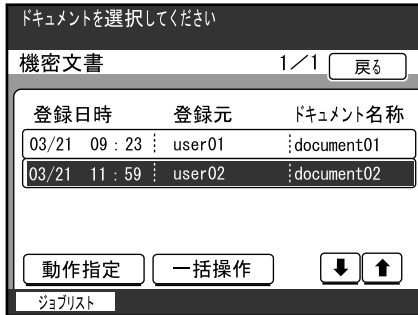 ドキュメントを選択してください
機密文書 1/1 戻る
登録日時 登録元 ドキュメント名称
03/21 09:23 user01 document01
03/21 11:59 user02 document02
動作指定 一括操作 ⬇ ⬆
ジョブリスト